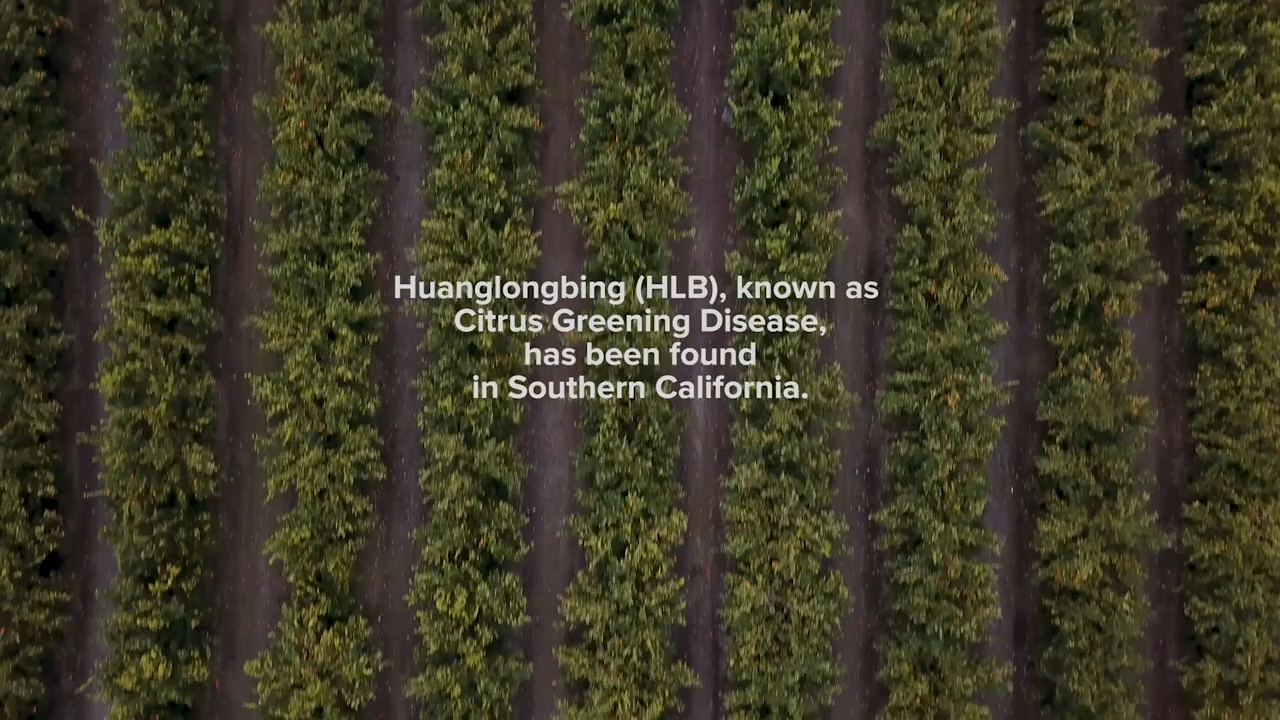 Huanglongbing (HLB), known as
Citrus Greening Disease,
has been found
in Southern California.